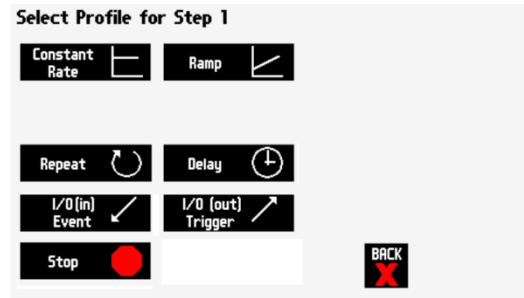 Select Profile for Step 1
Constant
Rate
Ramp
Repeat
Delay
I/O(in)
Event
I/O (out)
Trigger
Stop
BACK
X